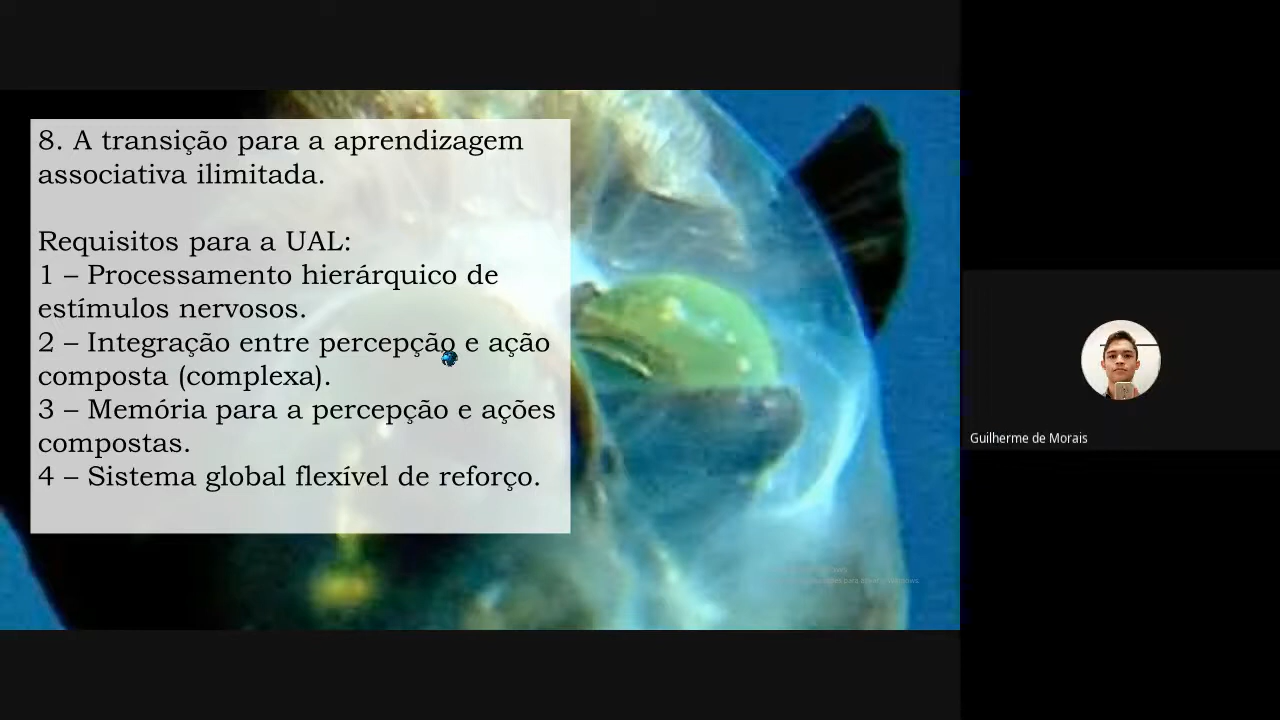 8. A transição para a aprendizagem
associativa ilimitada.
Requisitos para a UAL:
1 – Processamento hierárquico de
estímulos nervosos.
2 – Integração entre percepção e ação
composta (complexa).
3 – Memória para a percepção e ações
compostas.
4 – Sistema global flexível de reforço.
Guilherme de Morais